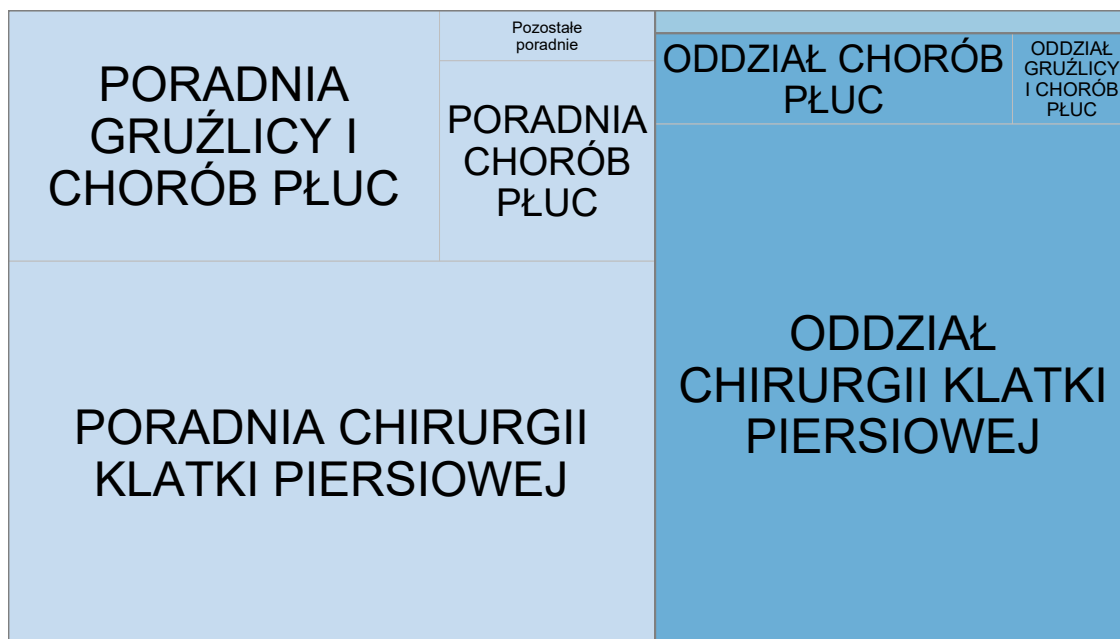 PORADNIA
GRUŹLICY I
CHORÓB PŁUC
Pozostałe
poradnie
PORADNIA
CHORÓB
PŁUC
PORADNIA CHIRURGII
KLATKI PIERSIOWEJ
ODDZIAŁ CHORÓB
PŁUC
ODDZIAŁ
GRUŹLICY
I CHORÓB
PŁUC
ODDZIAŁ
CHIRURGII KLATKI
PIERSIOWEJ